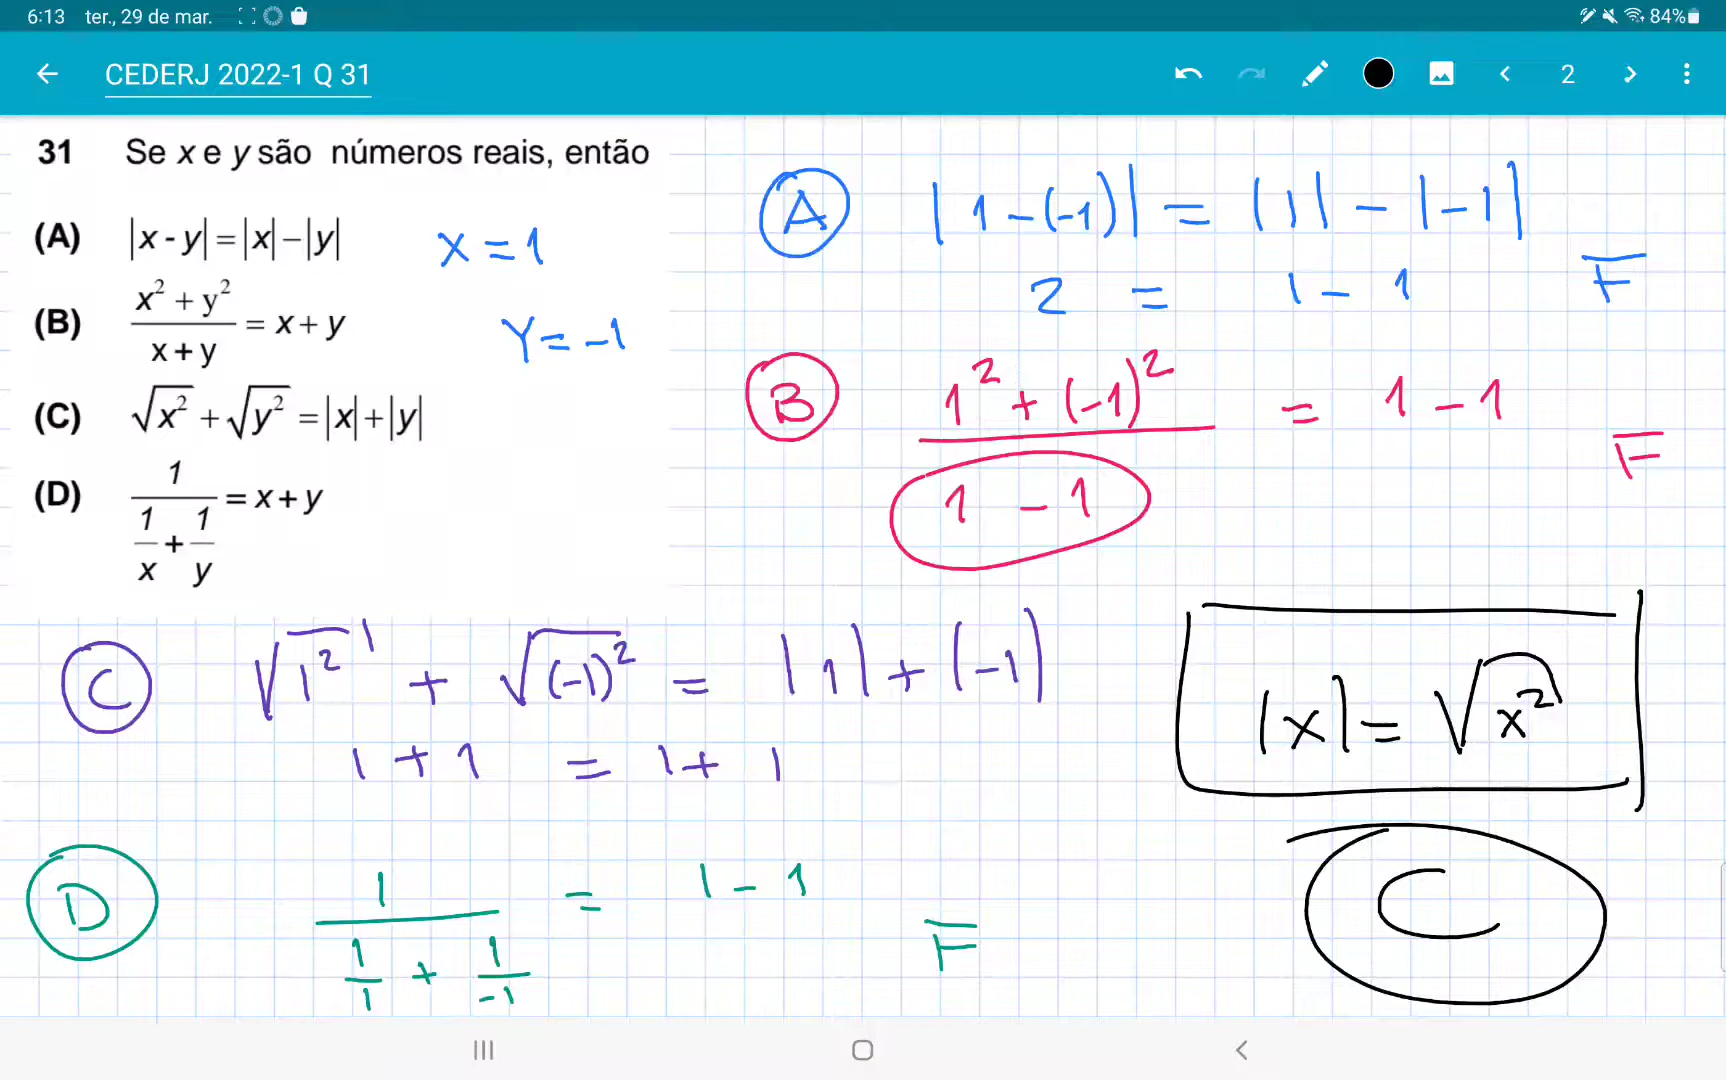 6:13 ter., 29 de mar. 84%
CEDERJ 2022-1 Q 31
2
31 Se x e y são números reais, então
(A) |x - y| = |x| − |y|
(B) (x² + y²)/(x + y) = x + y
(C) √x² + √y² = |x| + |y|
(D) 1/(1/x + 1/y) = x + y
x = 1
Y = -1
A |1 - (-1)| = |1| - |-1|
2 = 1 - 1 F
B (1² + (-1)²)/(1 - 1) = 1 - 1 F
C √1² + √(-1)² = |1| + |-1|
1 + 1 = 1 + 1
|x| = √x²
D 1/(1/1 + 1/-1) = 1 - 1 F
C